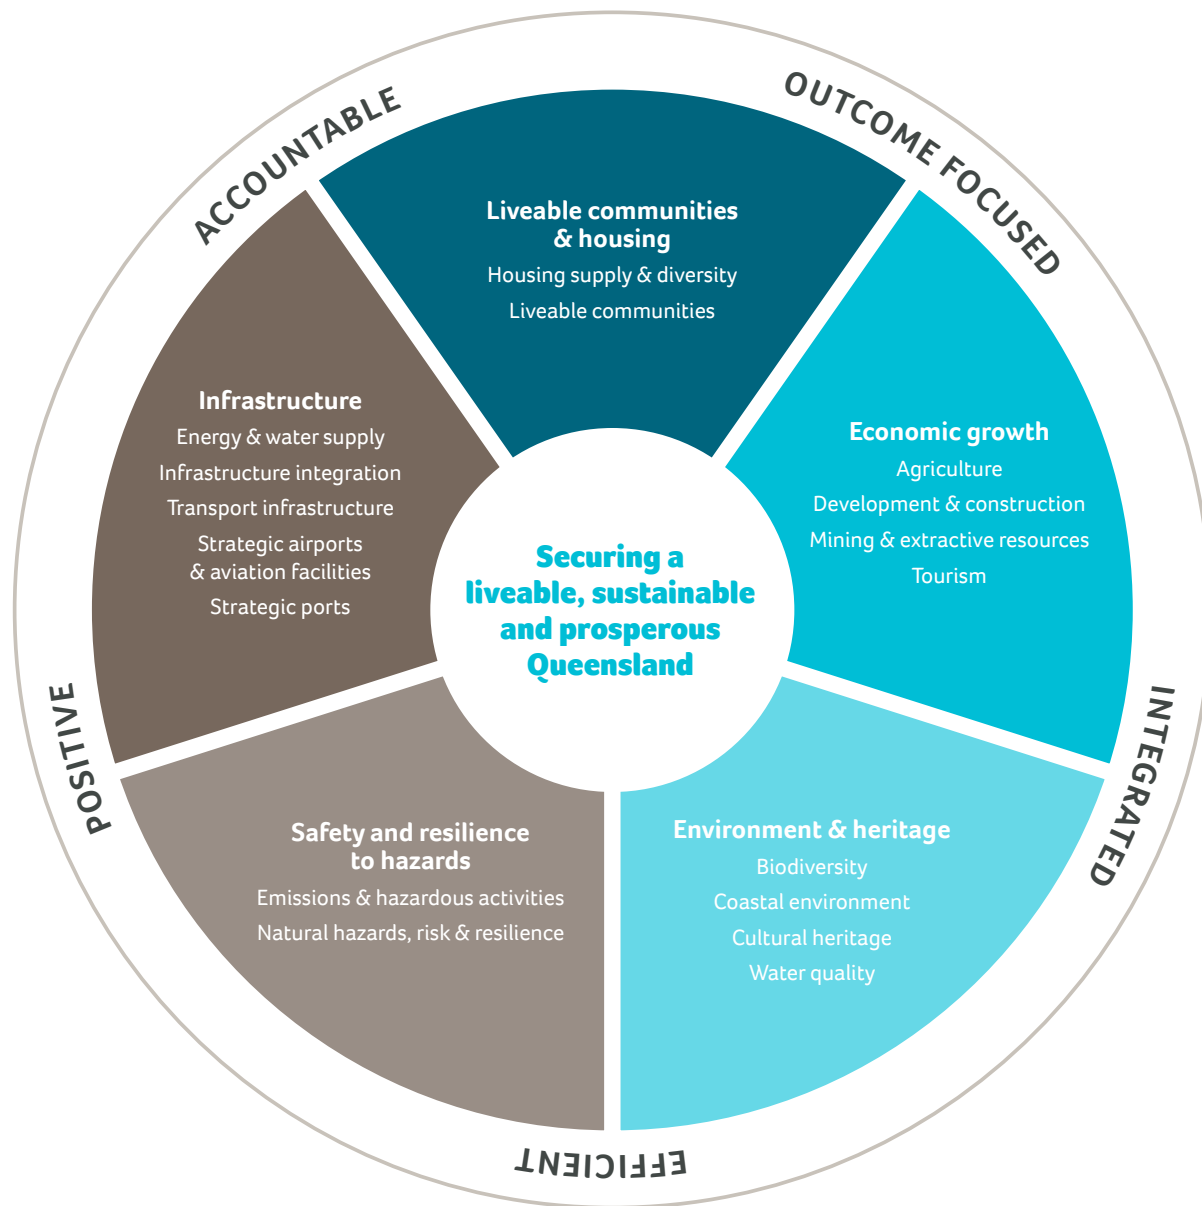 ACCOUNTABLE
OUTCOME FOCUSED
INTEGRATED
EFFICIENT
POSITIVE
Liveable communities
& housing
Housing supply & diversity
Liveable communities
Economic growth
Agriculture
Development & construction
Mining & extractive resources
Tourism
Environment & heritage
Biodiversity
Coastal environment
Cultural heritage
Water quality
Safety and resilience
to hazards
Emissions & hazardous activities
Natural hazards, risk & resilience
Infrastructure
Energy & water supply
Infrastructure integration
Transport infrastructure
Strategic airports
& aviation facilities
Strategic ports
Securing a
liveable, sustainable
and prosperous
Queensland